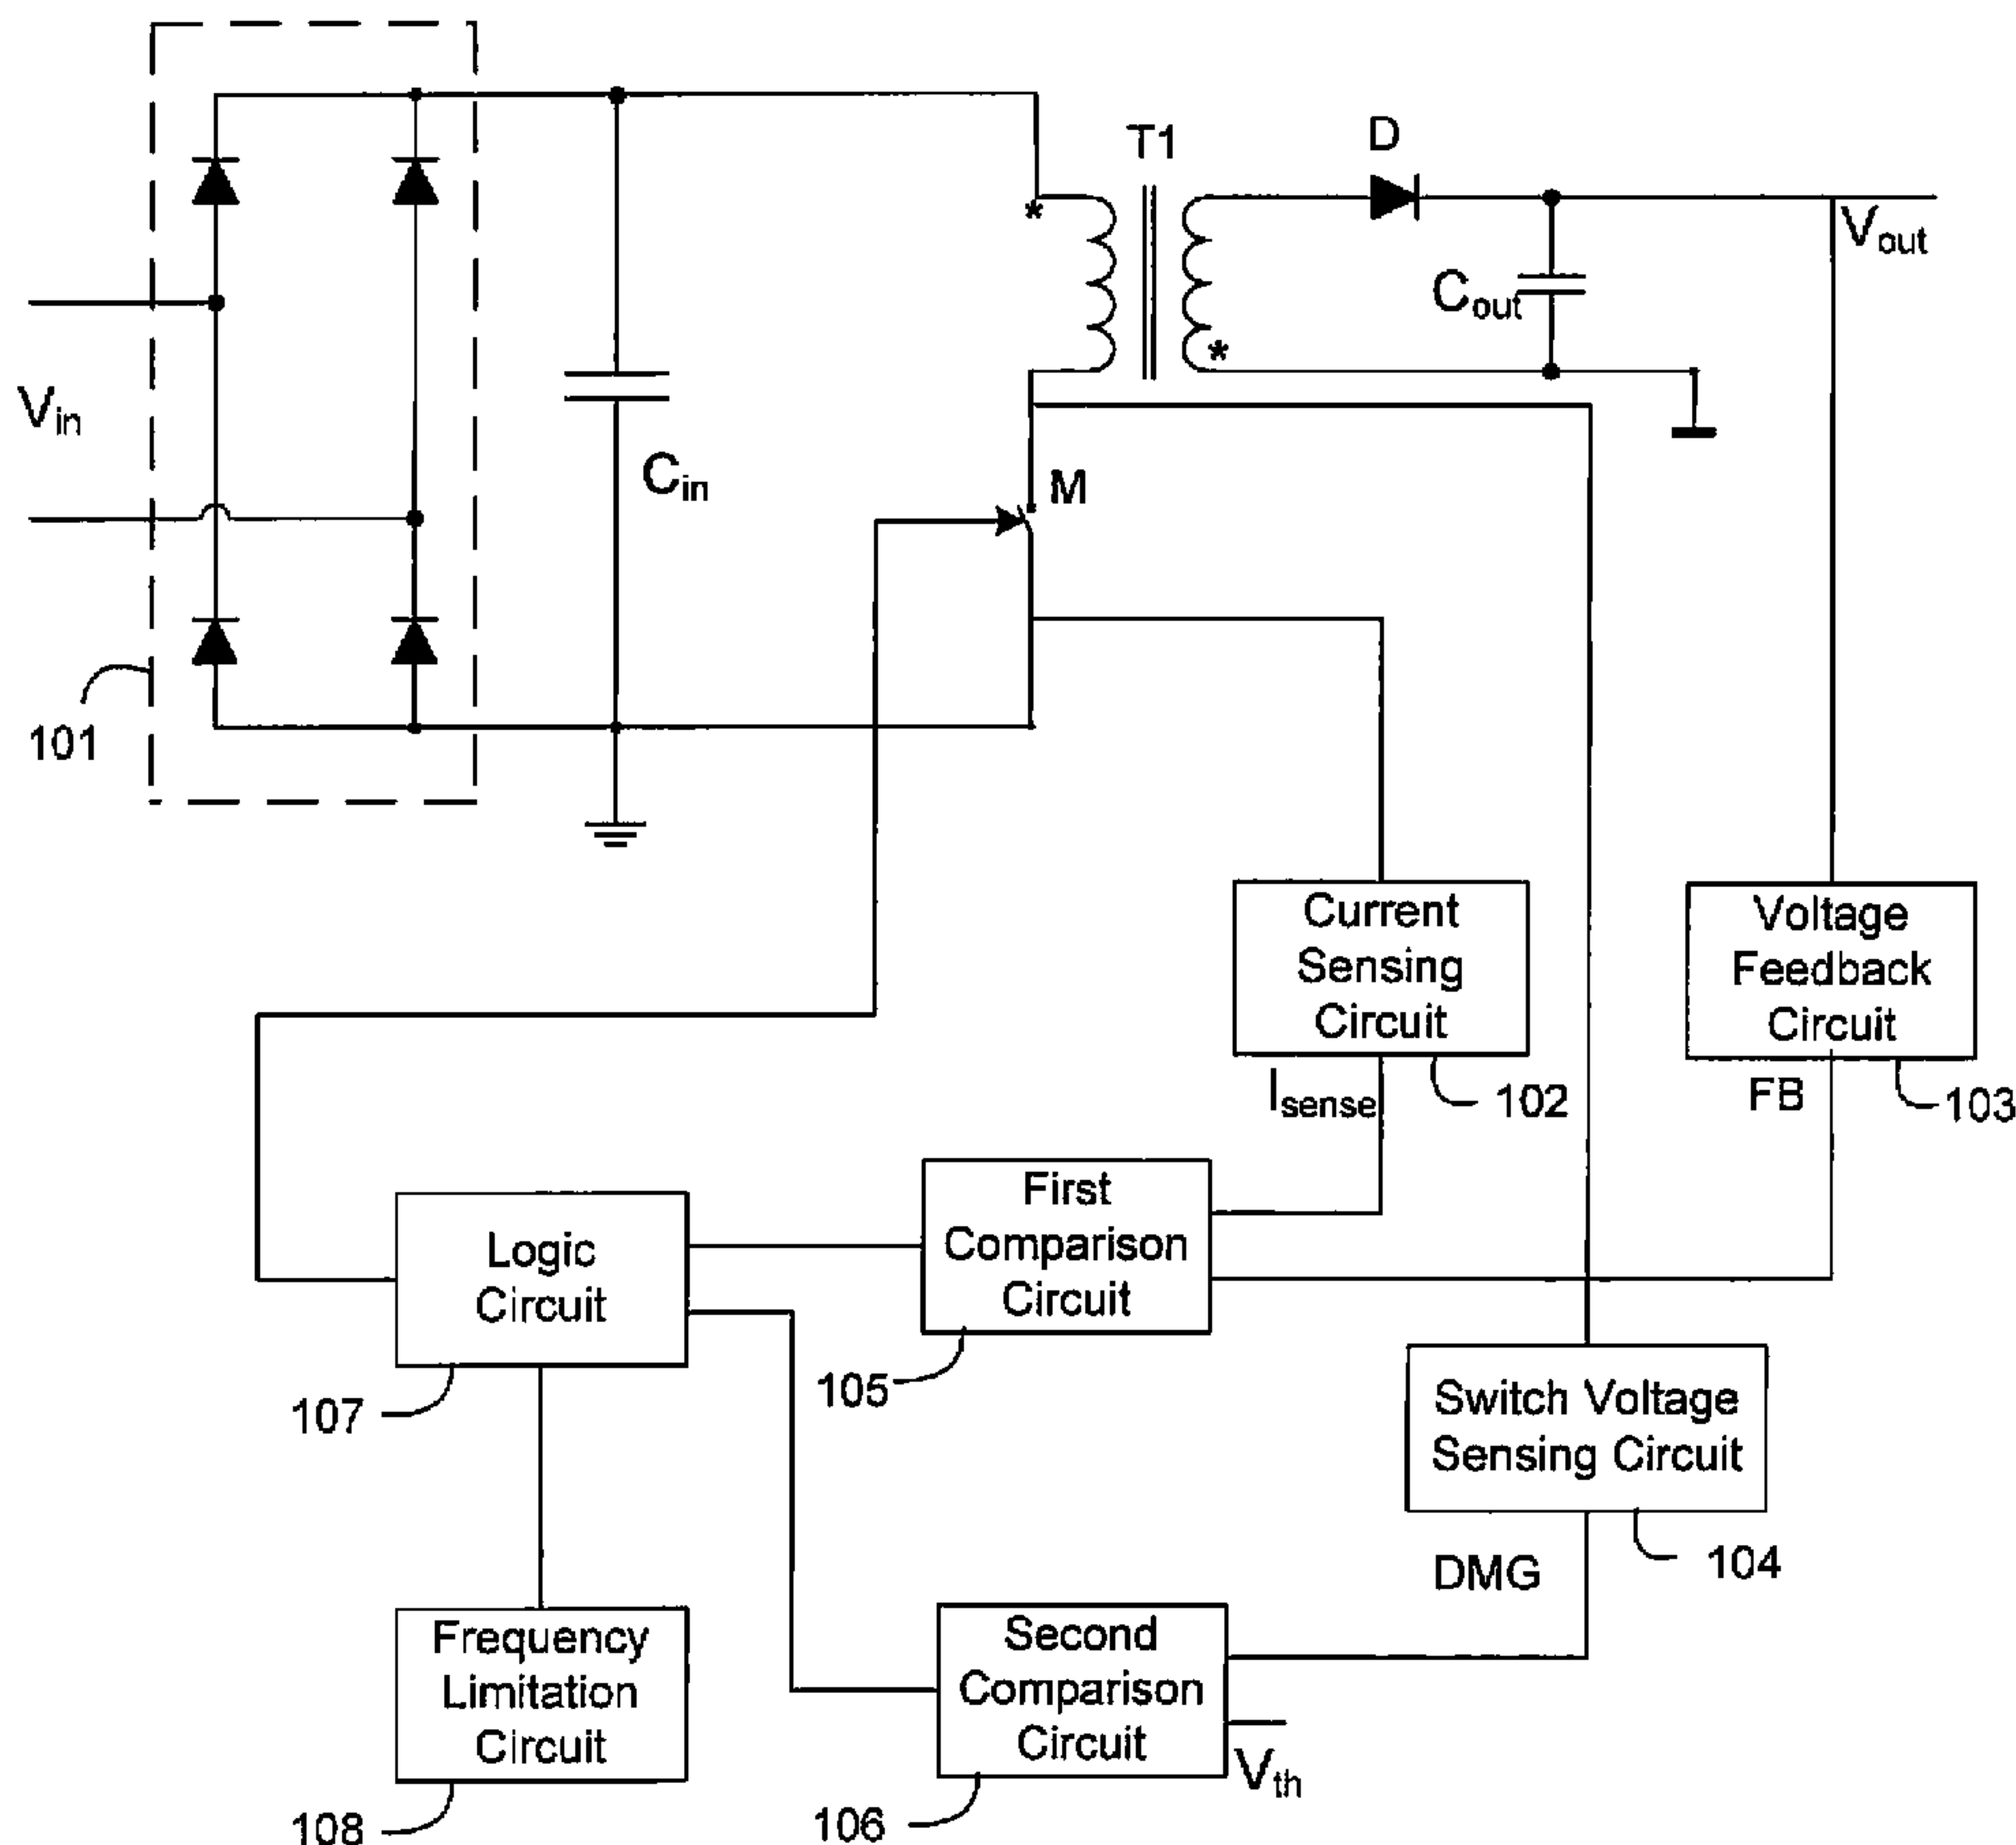 T1
D
Vout
Cout
Vin
Cin
M
101
Current
Sensing
Circuit
Voltage
Feedback
Circuit
Isense
102
FB
103
First
Comparison
Circuit
Logic
Circuit
105
107
Switch Voltage
Sensing Circuit
DMG
104
Frequency
Limitation
Circuit
Second
Comparison
Circuit
Vth
108
106